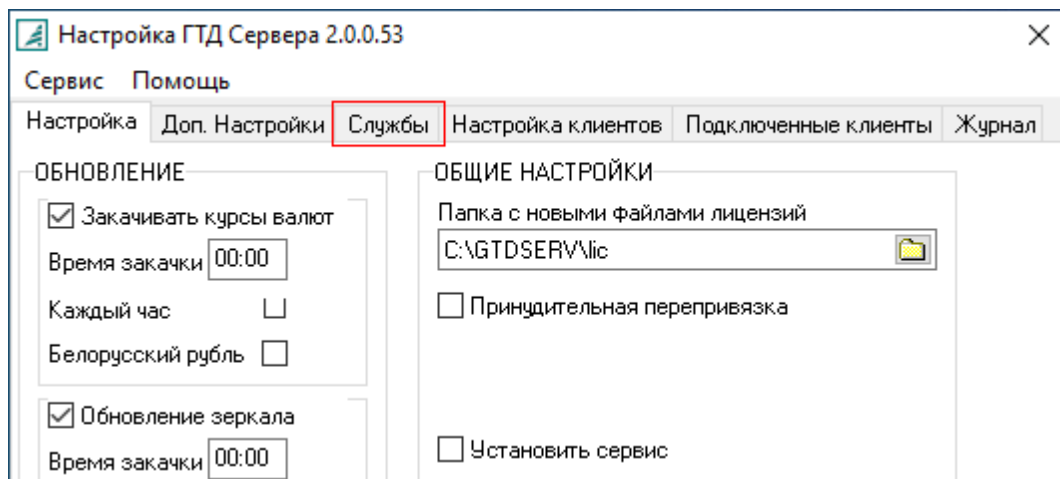 Настройка ГТД Сервера 2.0.0.53
Сервис Помощь
Настройка Доп. Настройки Службы Настройка клиентов Подключенные клиенты Журнал
ОБНОВЛЕНИЕ
Закачивать курсы валют
Время закачки 00:00
Каждый час
Белорусский рубль
Обновление зеркала
Время закачки 00:00
ОБЩИЕ НАСТРОЙКИ
Папка с новыми файлами лицензий
C:\GTDSERV\lic
Принудительная перепривязка
Установить сервис